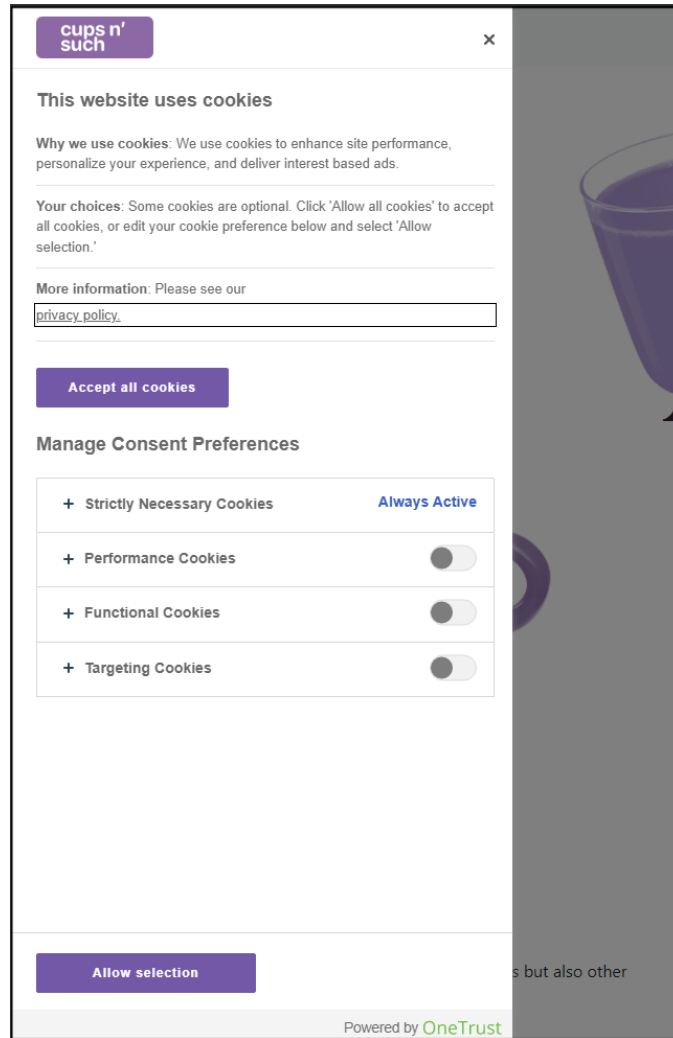 cups n'
such
×
This website uses cookies
Why we use cookies: We use cookies to enhance site performance,
personalize your experience, and deliver interest based ads.
Your choices: Some cookies are optional. Click 'Allow all cookies' to accept
all cookies, or edit your cookie preference below and select 'Allow
selection.'
More information: Please see our
privacy policy.
Accept all cookies
Manage Consent Preferences
+ Strictly Necessary Cookies Always Active
+ Performance Cookies
+ Functional Cookies
+ Targeting Cookies
Allow selection
s but also other
Powered by OneTrust